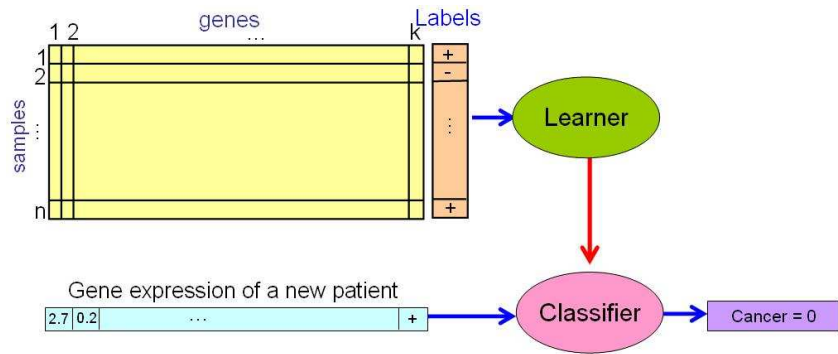 genes
Labels
1 2 ... k
1 +
2 -
samples
...
...
n +
Learner
Gene expression of a new patient
2.7 0.2 ... +
Classifier
Cancer = 0